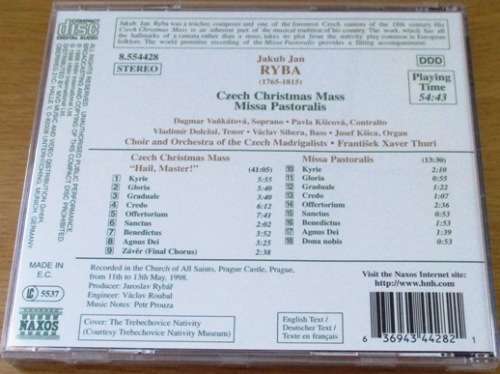 COMPACT
disc
DIGITAL AUDIO
8.554428
STEREO
Jakub Jan Ryba was a teacher, composer and one of the foremost Czech cantors of the 18th century. His
Czech Christmas Mass is an inherent part of the musical tradition of his country. The work, which has all
the hallmarks of a cantata rather than a mass, takes its plot from the nativity play common in European
folklore. The world première recording of the Missa Pastoralis provides a fitting accompaniment.
DDD
Playing
Time
54:43
Jakub Jan
RYBA
(1765-1815)
Czech Christmas Mass
Missa Pastoralis
Dagmar Vaňkátová, Soprano • Pavla Kšicová, Contralto
Vladimír Doležal, Tenor • Václav Sibera, Bass • Josef Kšica, Organ
Choir and Orchestra of the Czech Madrigalists • František Xaver Thuri
Czech Christmas Mass
"Hail, Master!" (41:05)
1 Kyrie 5:55
2 Gloria 3:40
3 Graduale 3:40
4 Credo 6:12
5 Offertorium 7:41
6 Sanctus 2:02
7 Benedictus 3:52
8 Agnus Dei 3:25
9 Závěr (Final Chorus) 2:38
Missa Pastoralis (13:30)
10 Kyrie 2:10
11 Gloria 0:55
12 Graduale 1:22
13 Credo 1:07
14 Offertorium 2:36
15 Sanctus 0:56
16 Benedictus 1:53
17 Agnus Dei 1:39
18 Dona nobis 0:53
MADE IN
E.C.
LC 5537
NAXOS
Recorded in the Church of All Saints, Prague Castle, Prague,
from 11th to 13th May, 1998.
Producer: Jaroslav Rybář
Engineer: Václav Roubal
Music Notes: Petr Prouza
Cover: The Trebechovice Nativity
(Courtesy Trebechovice Nativity Museum)
English Text /
Deutscher Text /
Texte en Français
Visit the Naxos Internet site:
http://www.hnh.com
6 36943 44282 1